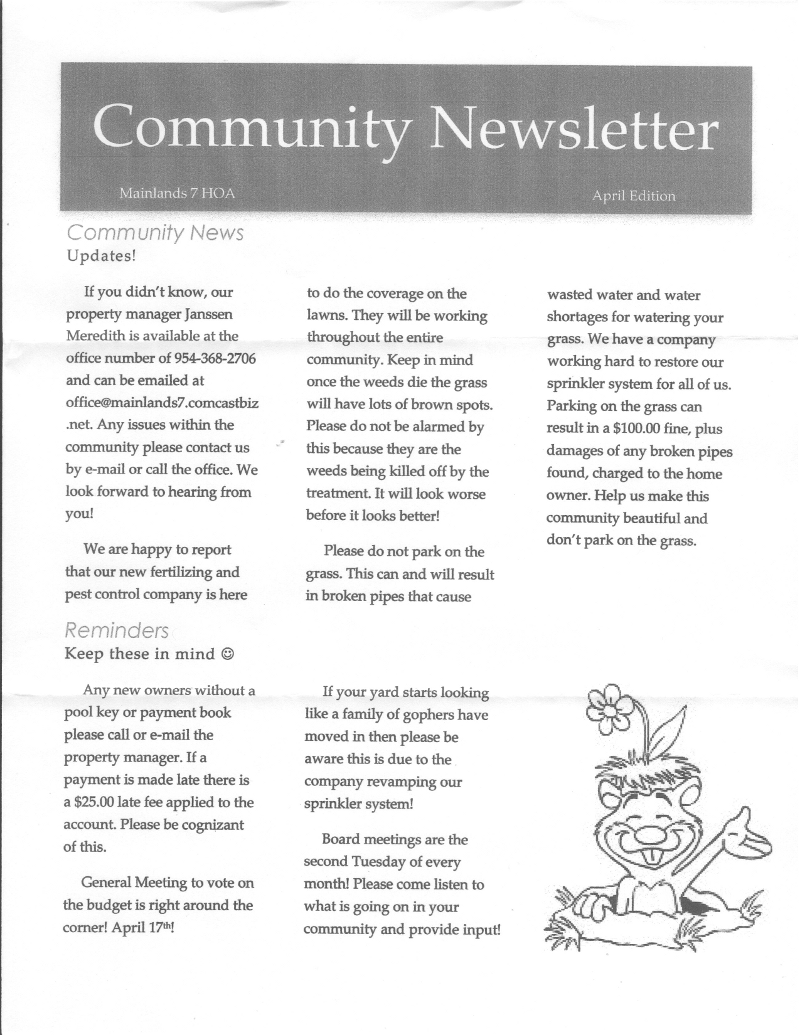 Community Newsletter
Mainlands 7 HOA
April Edition
Community News
Updates!
If you didn't know, our
property manager Janssen
Meredith is available at the
office number of 954-368-2706
and can be emailed at
office@mainlands7.comcastbiz
.net. Any issues within the
community please contact us
by e-mail or call the office. We
look forward to hearing from
you!
We are happy to report
that our new fertilizing and
pest control company is here
to do the coverage on the
lawns. They will be working
throughout the entire
community. Keep in mind
once the weeds die the grass
will have lots of brown spots.
Please do not be alarmed by
this because they are the
weeds being killed off by the
treatment. It will look worse
before it looks better!
Please do not park on the
grass. This can and will result
in broken pipes that cause
wasted water and water
shortages for watering your
grass. We have a company
working hard to restore our
sprinkler system for all of us.
Parking on the grass can
result in a $100.00 fine, plus
damages of any broken pipes
found, charged to the home
owner. Help us make this
community beautiful and
don't park on the grass.
Reminders
Keep these in mind ☺
Any new owners without a
pool key or payment book
please call or e-mail the
property manager. If a
payment is made late there is
a $25.00 late fee applied to the
account. Please be cognizant
of this.
General Meeting to vote on
the budget is right around the
corner! April 17th!
If your yard starts looking
like a family of gophers have
moved in then please be
aware this is due to the
company revamping our
sprinkler system!
Board meetings are the
second Tuesday of every
month! Please come listen to
what is going on in your
community and provide input!